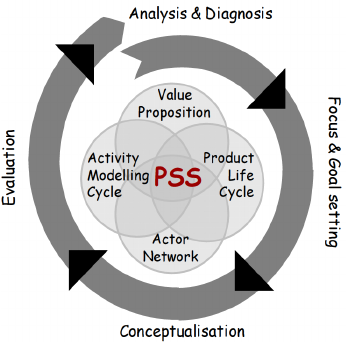 Analysis & Diagnosis
Value
Proposition
Activity
Modelling
Cycle
PSS
Product
Life
Cycle
Actor
Network
Focus & Goal setting
Conceptualisation
Evaluation